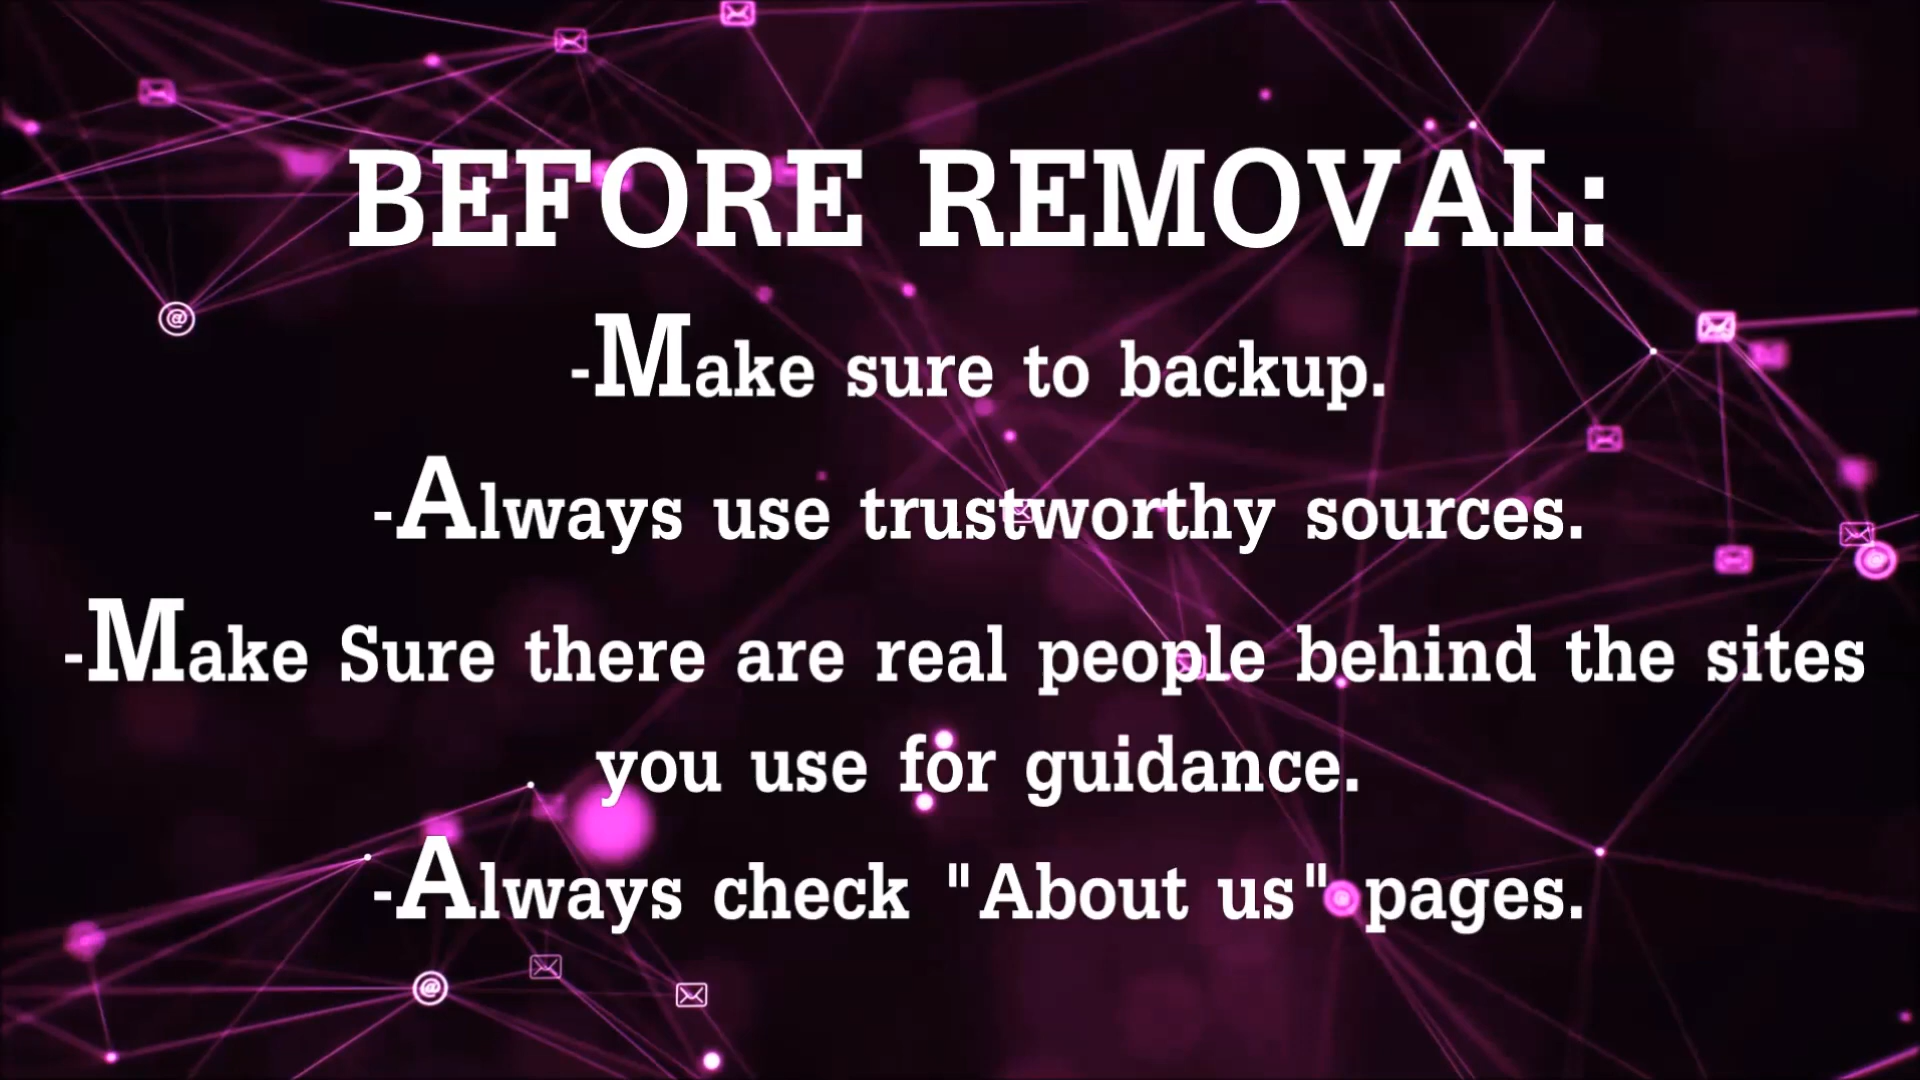 BEFORE REMOVAL:
-Make sure to backup.
-Always use trustworthy sources.
-Make Sure there are real people behind the sites
you use for guidance.
-Always check "About us" pages.